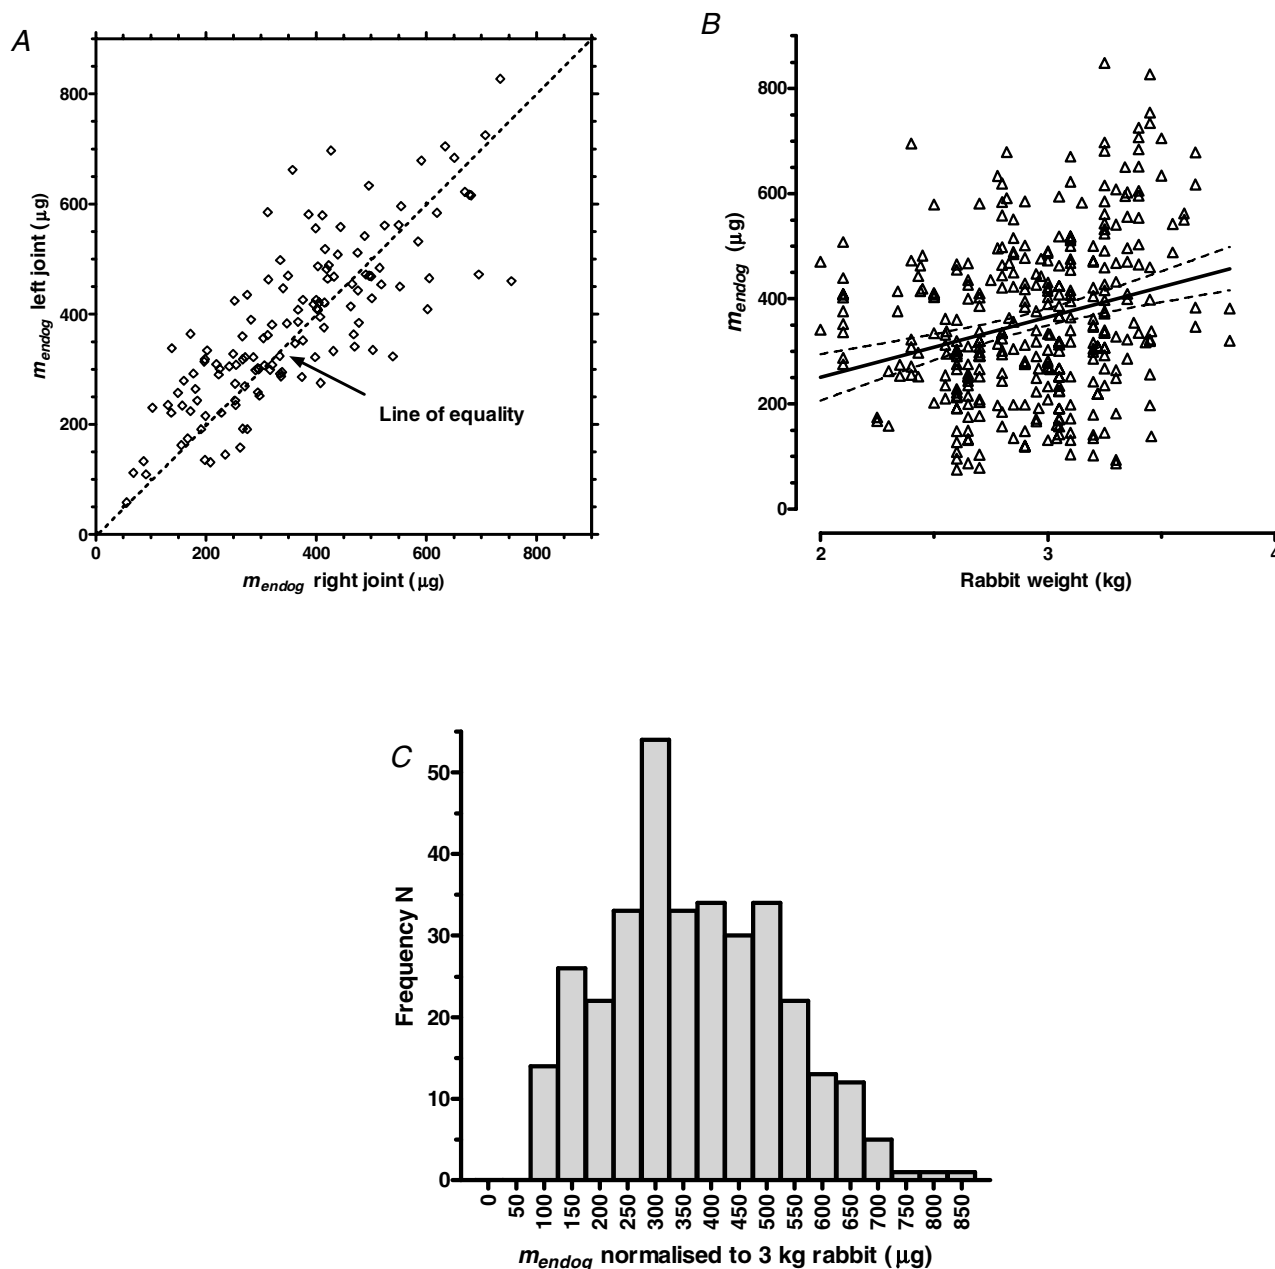 A
800
600
400
200
0
m_endog left joint (µg)
0 200 400 600 800
m_endog right joint (µg)
Line of equality
B
800
600
400
200
0
m_endog (µg)
2 3 4
Rabbit weight (kg)
C
50
40
30
20
10
0
Frequency N
0 50 100 150 200 250 300 350 400 450 500 550 600 650 700 750 800 850
m_endog normalised to 3 kg rabbit (µg)